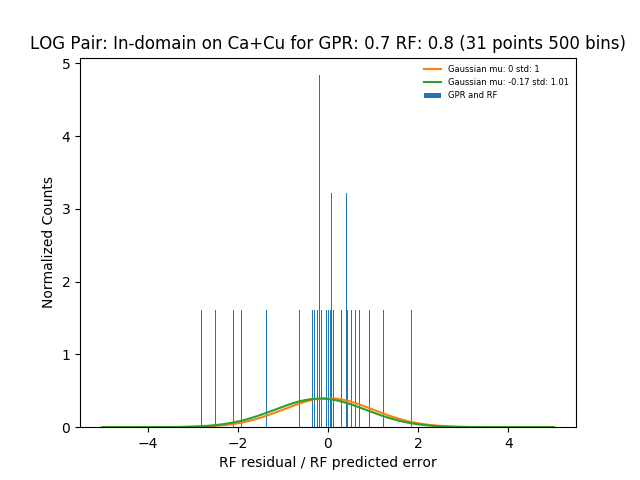 LOG Pair: In-domain on Ca+Cu for GPR: 0.7 RF: 0.8 (31 points 500 bins)
5
4
3
2
1
0
Normalized Counts
Gaussian mu: 0 std: 1
Gaussian mu: -0.17 std: 1.01
GPR and RF
−4 −2 0 2 4
RF residual / RF predicted error